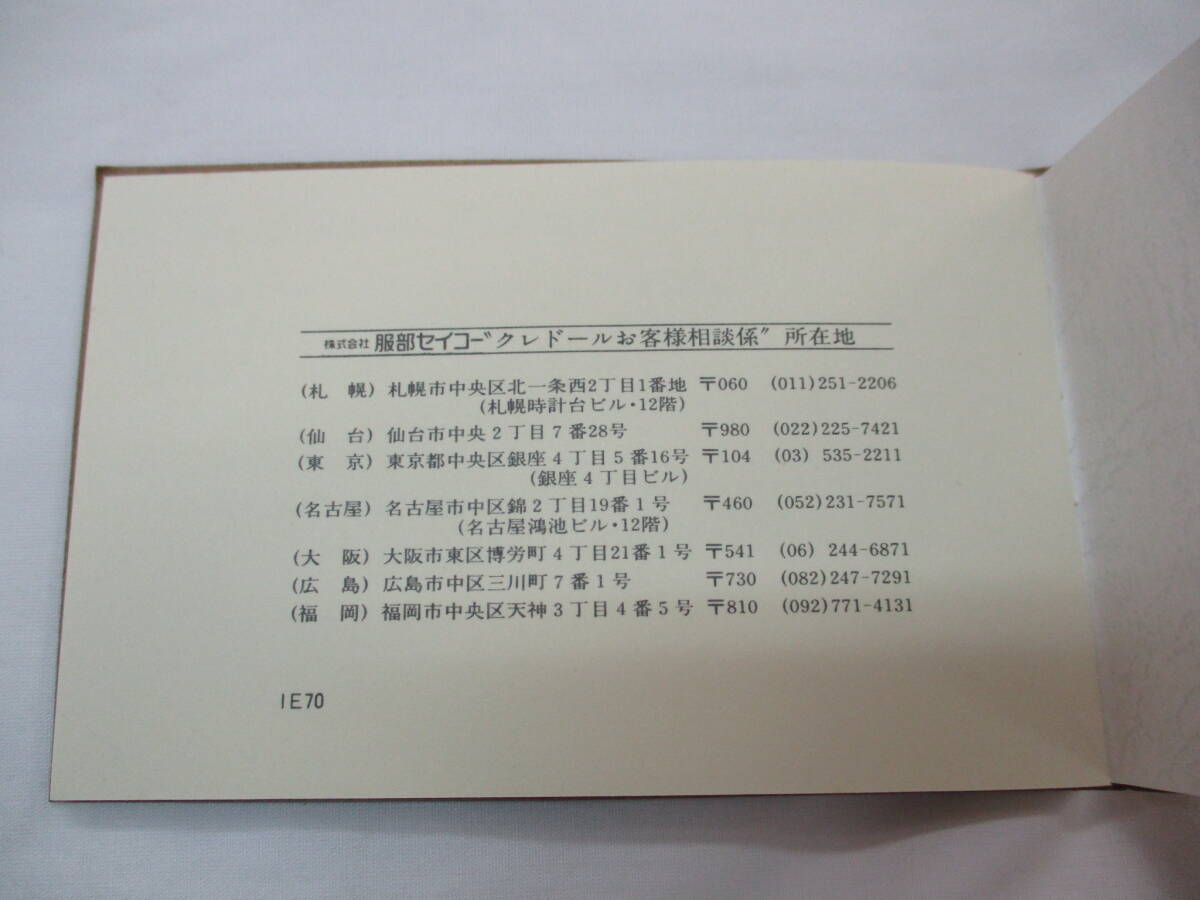 株式会社 服部セイコー〝クレドールお客様相談係〞所在地
(札 幌) 札幌市中央区北一条西2丁目1番地 〒060 (011)251-2206
(札幌時計台ビル・12階)
(仙 台) 仙台市中央2丁目7番28号 〒980 (022)225-7421
(東 京) 東京都中央区銀座4丁目5番16号 〒104 (03) 535-2211
(銀座4丁目ビル)
(名古屋) 名古屋市中区錦2丁目19番1号 〒460 (052)231-7571
(名古屋鴻池ビル・12階)
(大 阪) 大阪市東区博労町4丁目21番1号 〒541 (06) 244-6871
(広 島) 広島市中区三川町7番1号 〒730 (082)247-7291
(福 岡) 福岡市中央区天神3丁目4番5号 〒810 (092)771-4131
IE70